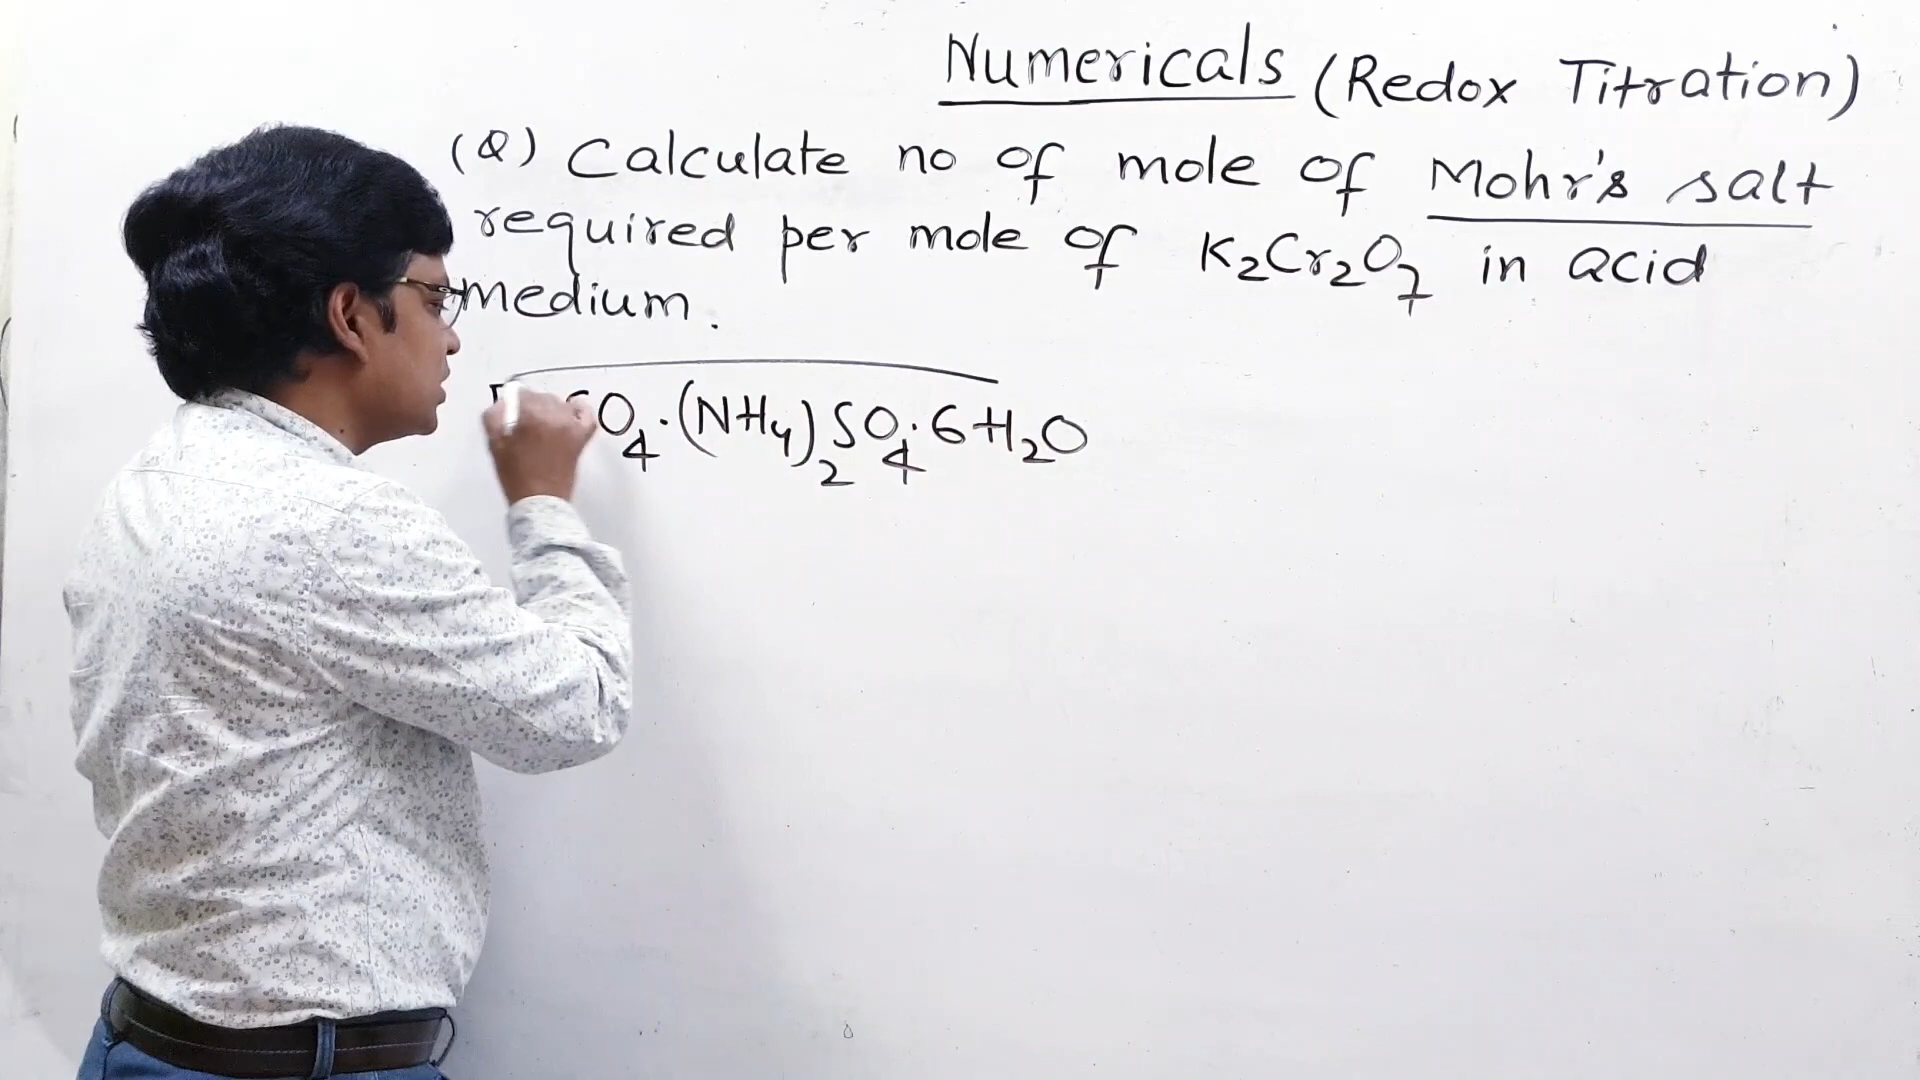 Numericals (Redox Titration)
(Q) Calculate no of mole of Mohr's salt
required per mole of K₂Cr₂O₇ in acid
medium.
SO₄.(NH₄)₂SO₄.6H₂O